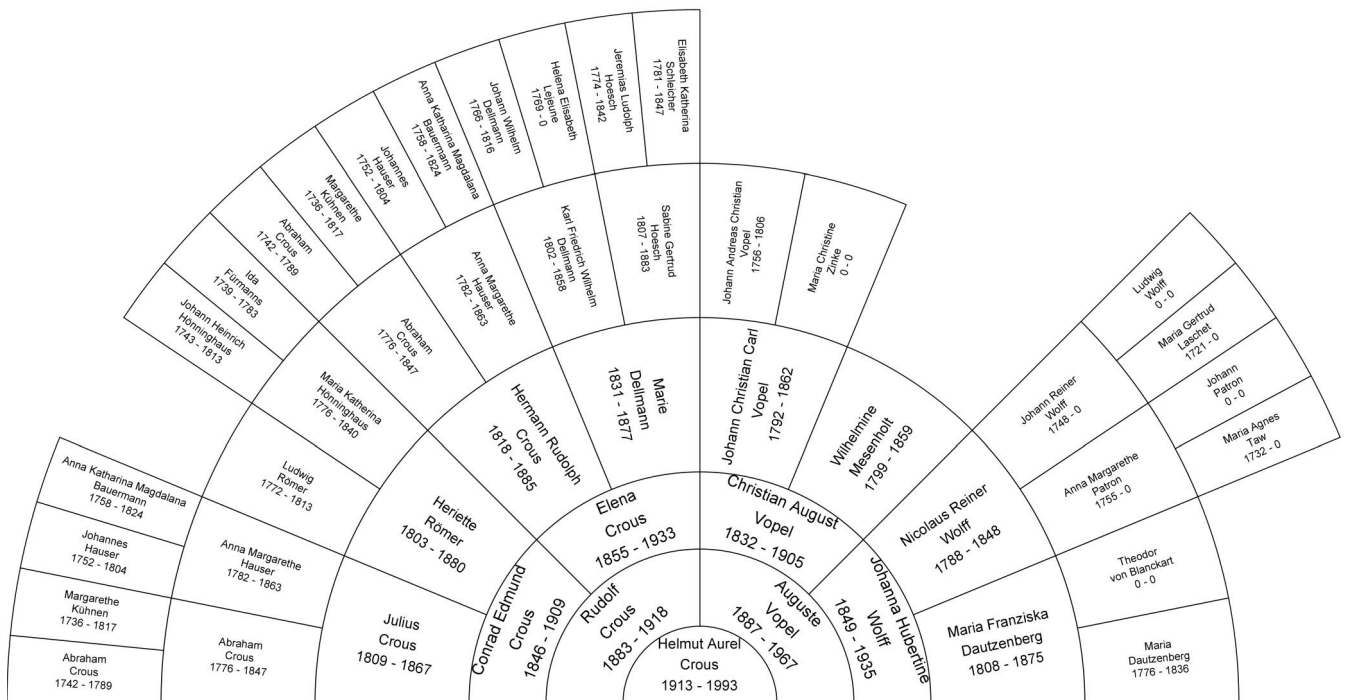 Elisabeth Katherina
Schleicher
1781 - 1847
Jeremias Ludolph
Hoesch
1774 - 1842
Helena Elisabeth
Lejeune
1769 - 0
Johann Wilhelm
Dellmann
1766 - 1816
Anna Katharina Magdalana
Bauermann
1758 - 1824
Johannes
Hauser
1752 - 1804
Margarethe
Kühnen
1736 - 1817
Abraham
Crous
1742 - 1789
Ida
Fürmanns
1739 - 1783
Johann Heinrich
Hönninghaus
1743 - 1813
Anna Katharina Magdalana
Bauermann
1758 - 1824
Johannes
Hauser
1752 - 1804
Margarethe
Kühnen
1736 - 1817
Abraham
Crous
1742 - 1789
Abraham
Crous
1776 - 1847
Anna Margarethe
Hauser
1782 - 1863
Ludwig
Römer
1772 - 1813
Maria Katherina
Hönninghaus
1776 - 1840
Abraham
Crous
1776 - 1847
Anna Margarethe
Hauser
1782 - 1863
Karl Friedrich Wilhelm
Dellmann
1802 - 1858
Sabine Gertrud
Hoesch
1807 - 1883
Johann Andreas Christian
Vopel
1756 - 1806
Maria Christine
Zinke
0 - 0
Ludwig
Wolff
0 - 0
Maria Gertrud
Laschet
1721 - 0
Johann
Patron
0 - 0
Maria Agnes
Taw
1732 - 0
Johann Reiner
Wolff
1748 - 0
Anna Margarethe
Patron
1755 - 0
Theodor
von Blanckart
0 - 0
Maria
Dautzenberg
1776 - 1836
Julius
Crous
1809 - 1867
Heriette
Römer
1803 - 1880
Hermann Rudolph
Crous
1818 - 1885
Marie
Dellmann
1831 - 1877
Johann Christian Carl
Vopel
1792 - 1862
Wilhelmine
Mesenholt
1799 - 1859
Nicolaus Reiner
Wolff
1788 - 1848
Maria Franziska
Dautzenberg
1808 - 1875
Conrad Edmund
Crous
1846 - 1909
Elena
Crous
1855 - 1933
Christian August
Vopel
1832 - 1905
Johanna Hubertine
Wolff
1849 - 1935
Rudolf
Crous
1883 - 1918
Auguste
Vopel
1887 - 1967
Helmut Aurel
Crous
1913 - 1993